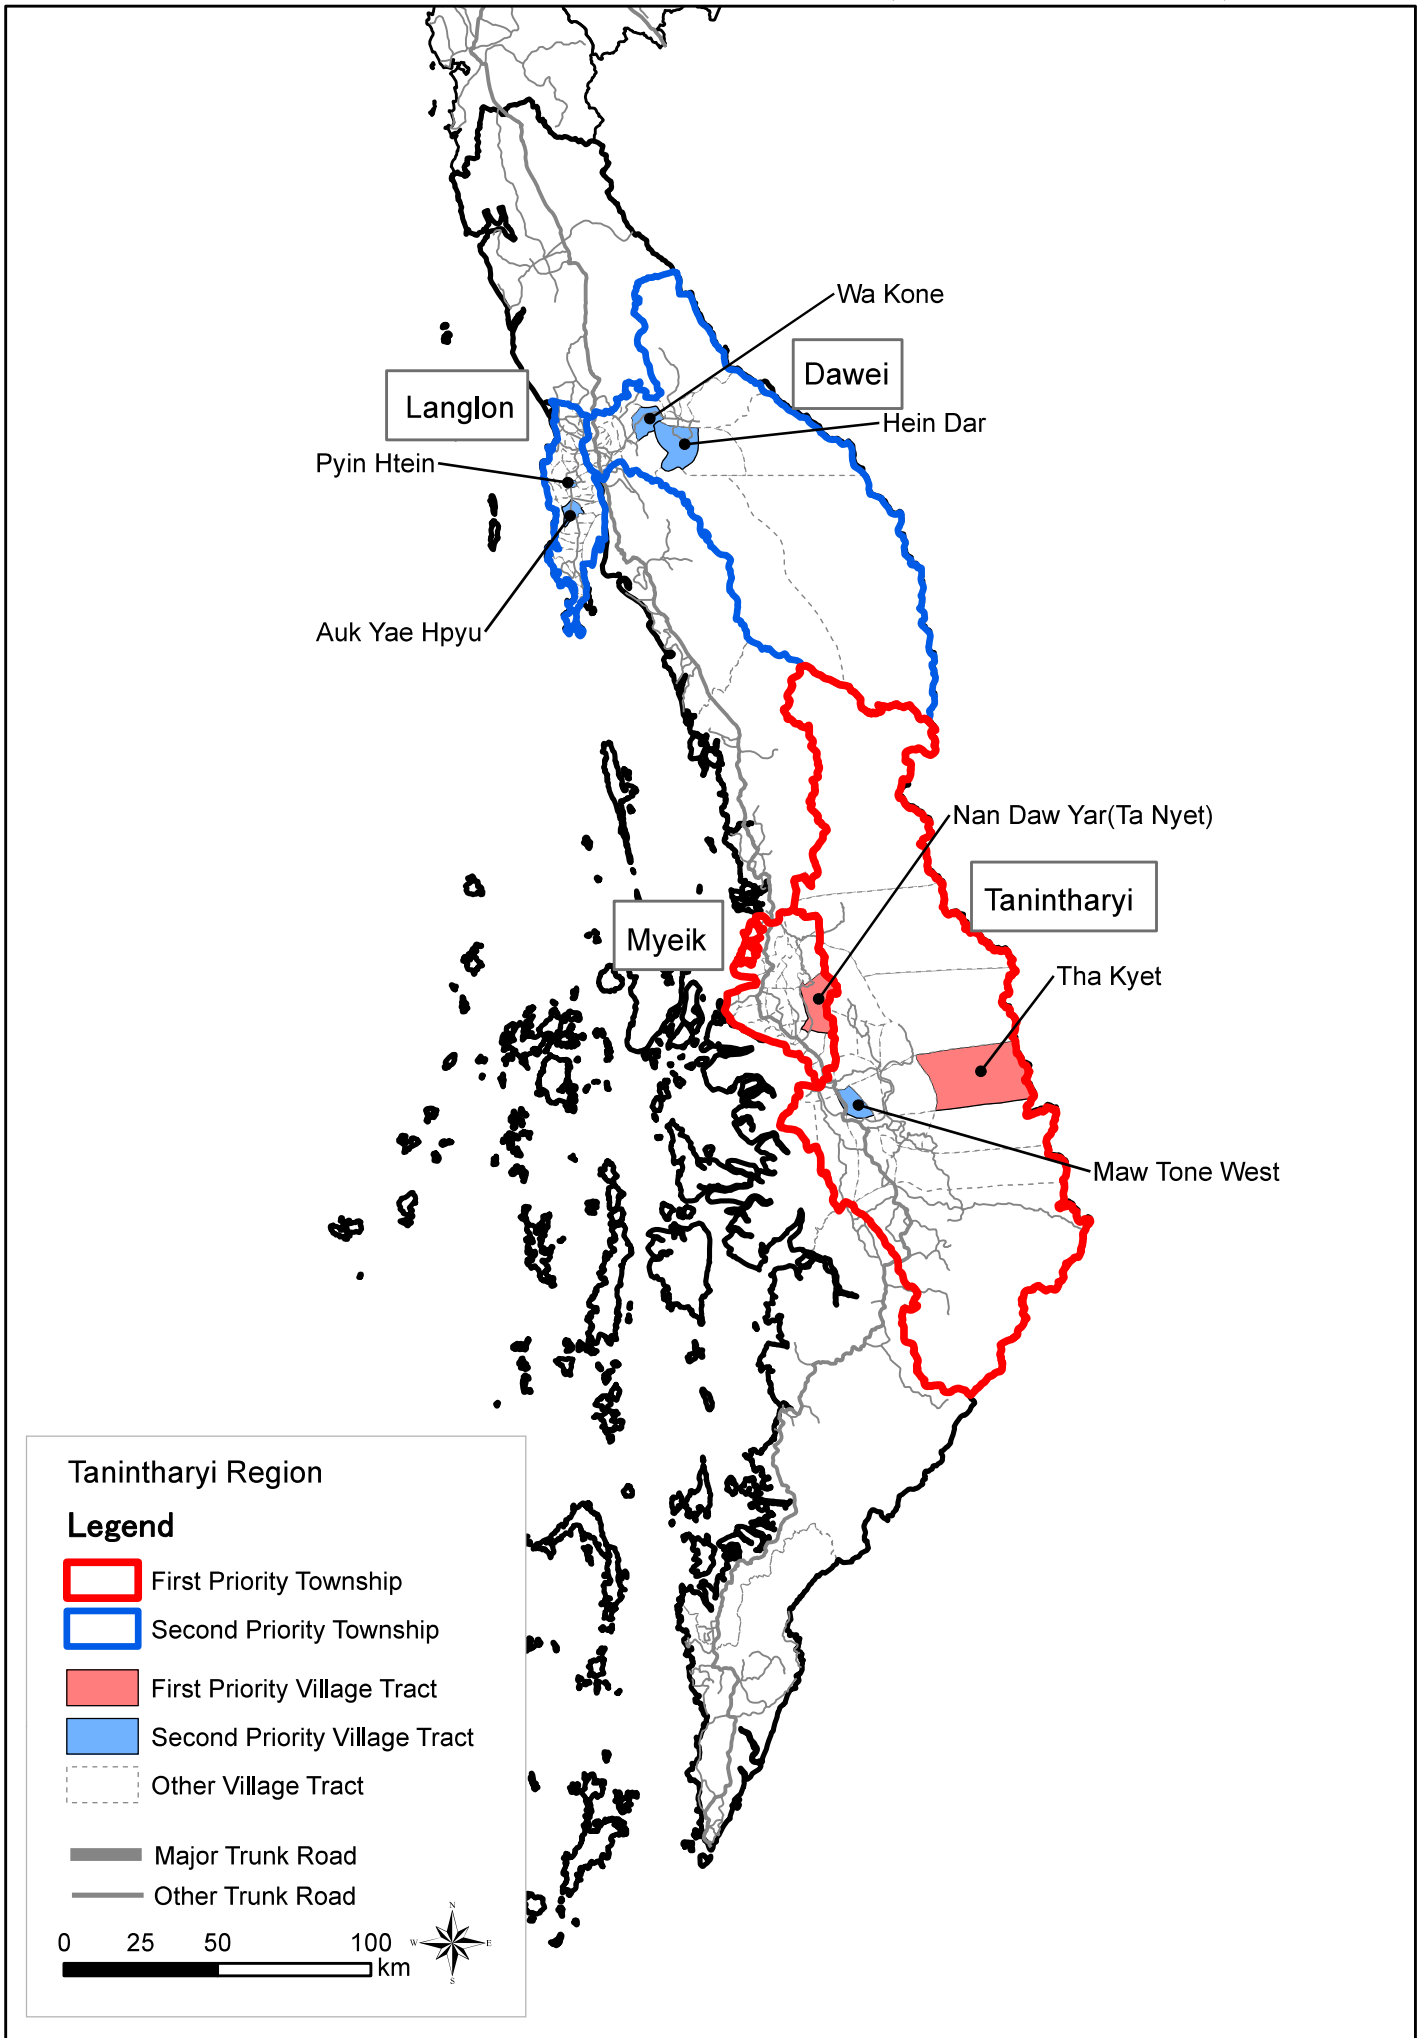 Wa Kone
Dawei
Langlon
Hein Dar
Pyin Htein
Auk Yae Hpyu
Nan Daw Yar(Ta Nyet)
Tanintharyi
Myeik
Tha Kyet
Maw Tone West
Tanintharyi Region
Legend
First Priority Township
Second Priority Township
First Priority Village Tract
Second Priority Village Tract
Other Village Tract
Major Trunk Road
Other Trunk Road
N
W E
S
0 25 50 100
km